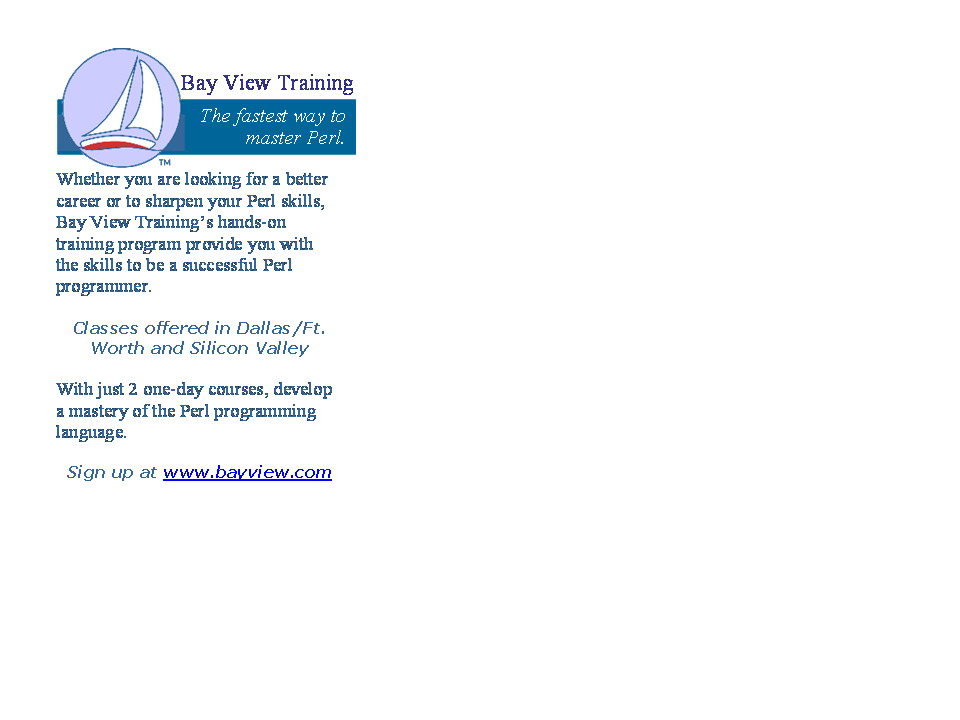 Bay View Training
The fastest way to
master Perl.
TM
Whether you are looking for a better
career or to sharpen your Perl skills,
Bay View Training’s hands-on
training program provide you with
the skills to be a successful Perl
programmer.
Classes offered in Dallas/Ft.
Worth and Silicon Valley
With just 2 one-day courses, develop
a mastery of the Perl programming
language.
Sign up at www.bayview.com